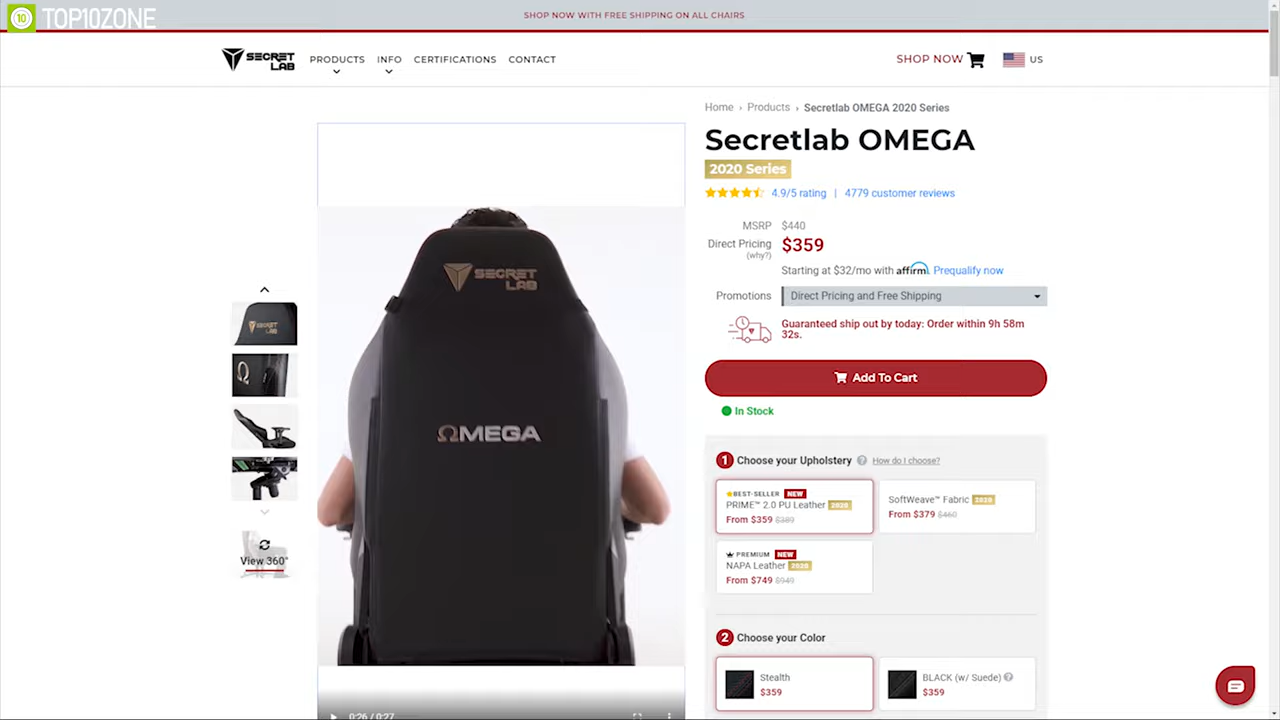 10 TOP10ZONE
SHOP NOW WITH FREE SHIPPING ON ALL CHAIRS
SECRET LAB
PRODUCTS INFO CERTIFICATIONS CONTACT
SHOP NOW US
Home › Products › Secretlab OMEGA 2020 Series
Secretlab OMEGA
2020 Series
4.9/5 rating | 4779 customer reviews
MSRP $440
Direct Pricing $359
(why?)
Starting at $32/mo with affirm. Prequalify now
Promotions Direct Pricing and Free Shipping
Guaranteed ship out by today: Order within 9h 58m
32s.
Add To Cart
In Stock
1 Choose your Upholstery ? How do I choose?
BEST-SELLER NEW
PRIME™ 2.0 PU Leather 2020
From $359 $389
SoftWeave™ Fabric 2020
From $379 $460
PREMIUM NEW
NAPA Leather 2020
From $749 $949
2 Choose your Color
Stealth
$359
BLACK (w/ Suede) ?
$359
SECRET
LAB
ΩMEGA
SECRET
LAB
Ω
View 360°
0:26 / 0:27